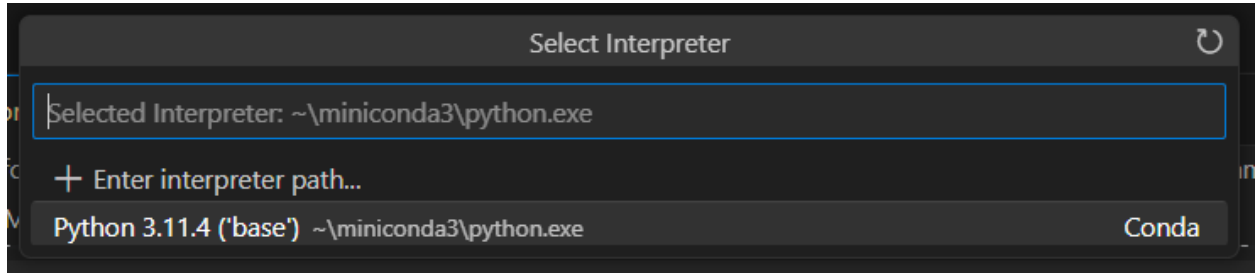 Select Interpreter
Selected Interpreter: ~\miniconda3\python.exe
+ Enter interpreter path...
Python 3.11.4 ('base') ~\miniconda3\python.exe Conda